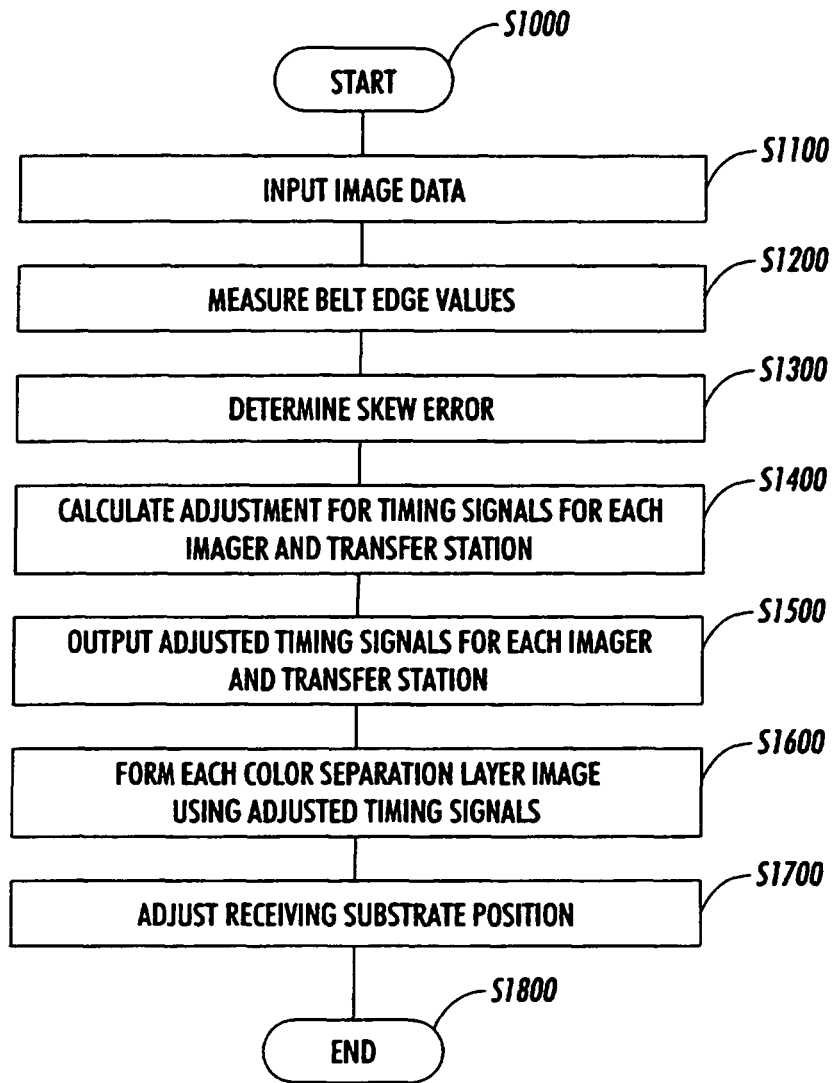 S1000
START
S1100
INPUT IMAGE DATA
S1200
MEASURE BELT EDGE VALUES
S1300
DETERMINE SKEW ERROR
S1400
CALCULATE ADJUSTMENT FOR TIMING SIGNALS FOR EACH
IMAGER AND TRANSFER STATION
S1500
OUTPUT ADJUSTED TIMING SIGNALS FOR EACH IMAGER
AND TRANSFER STATION
S1600
FORM EACH COLOR SEPARATION LAYER IMAGE
USING ADJUSTED TIMING SIGNALS
S1700
ADJUST RECEIVING SUBSTRATE POSITION
S1800
END